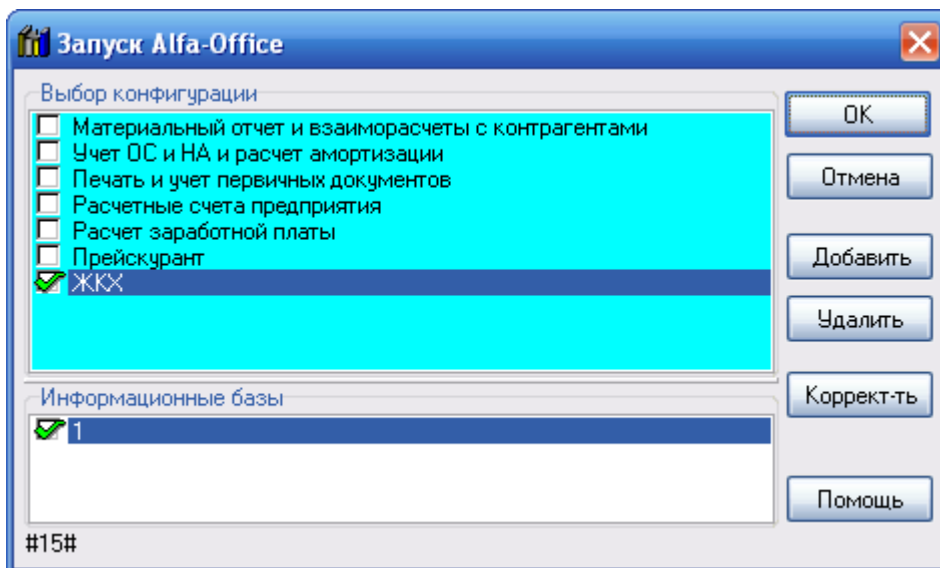 Запуск Alfa-Office
Выбор конфигурации
Материальный отчет и взаиморасчеты с контрагентами
Учет ОС и НА и расчет амортизации
Печать и учет первичных документов
Расчетные счета предприятия
Расчет заработной платы
Прейскурант
ЖКХ
Информационные базы
1
#15#
OK
Отмена
Добавить
Удалить
Коррект-ть
Помощь